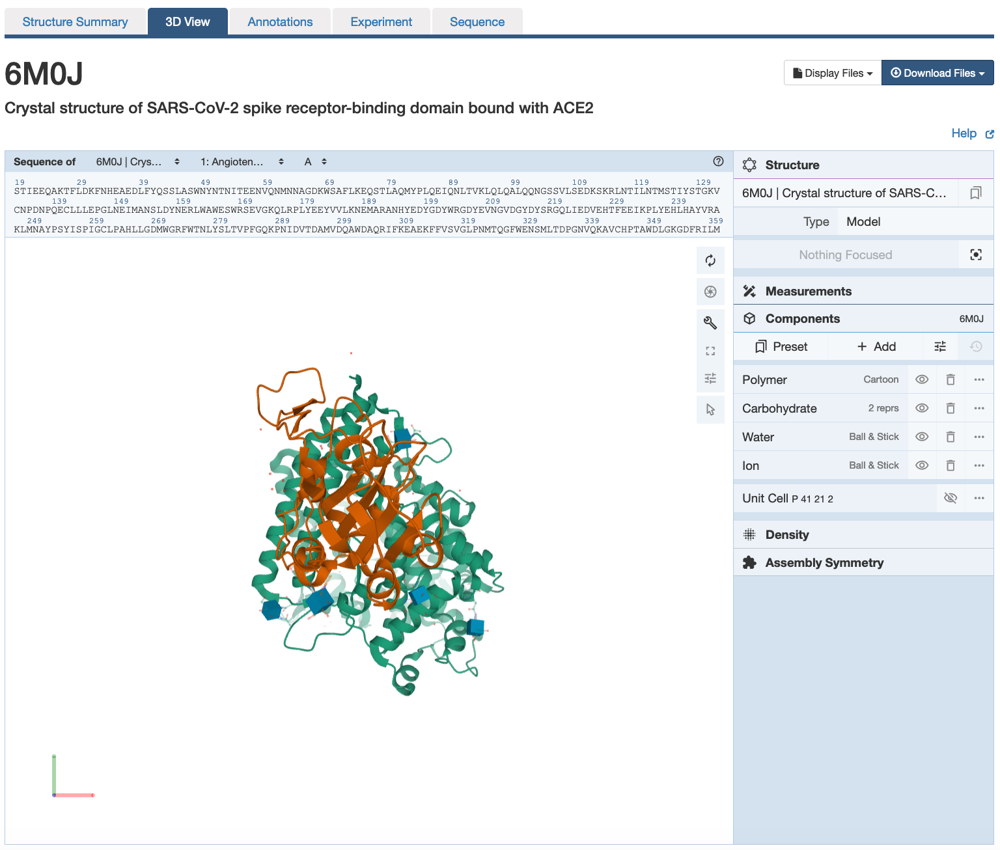 Structure Summary 3D View Annotations Experiment Sequence
6M0J
Display Files Download Files
Crystal structure of SARS-CoV-2 spike receptor-binding domain bound with ACE2
Help
Sequence of 6M0J | Crys... 1: Angioten... A
19 29 39 49 59 69 79 89 99 109 119 129
STIEEQAKTFLDKFNHEAEDLFYQSSLASWNYNTNITEENVQNMNNAGDKWSAFLKEQSTLAQMYPLQEIQNLTVKLQLQALQQNGSSVLSEDKSKRLNTILNTMSTIYSTGKV
139 149 159 169 179 189 199 209 219 229 239
CNPDNPQECLLLEPGLNEIMANSLDYNERLWAWESWRSEVGKQLRPLYEEYVVLKNEMARANHYEDYGDYWRGDYEVNGVDGYDYSRGQLIEDVEHTFEEIKPLYEHLHAYVRA
249 259 269 279 289 299 309 319 329 339 349 359
KLMNAYPSYISPIGCLPAHLLGDMWGRFWTNLYSLTVPFGQKPNIDVTDAMVDQAWDAQRIFKEAEKFFVSVGLPNMTQGFWENSMLTDPGNVQKAVCHPTAWDLGKGDFRILM
Structure
6M0J | Crystal structure of SARS-C...
Type Model
Nothing Focused
Measurements
Components 6M0J
Preset + Add
Polymer Cartoon
Carbohydrate 2 reprs
Water Ball & Stick
Ion Ball & Stick
Unit Cell P 41 21 2
Density
Assembly Symmetry